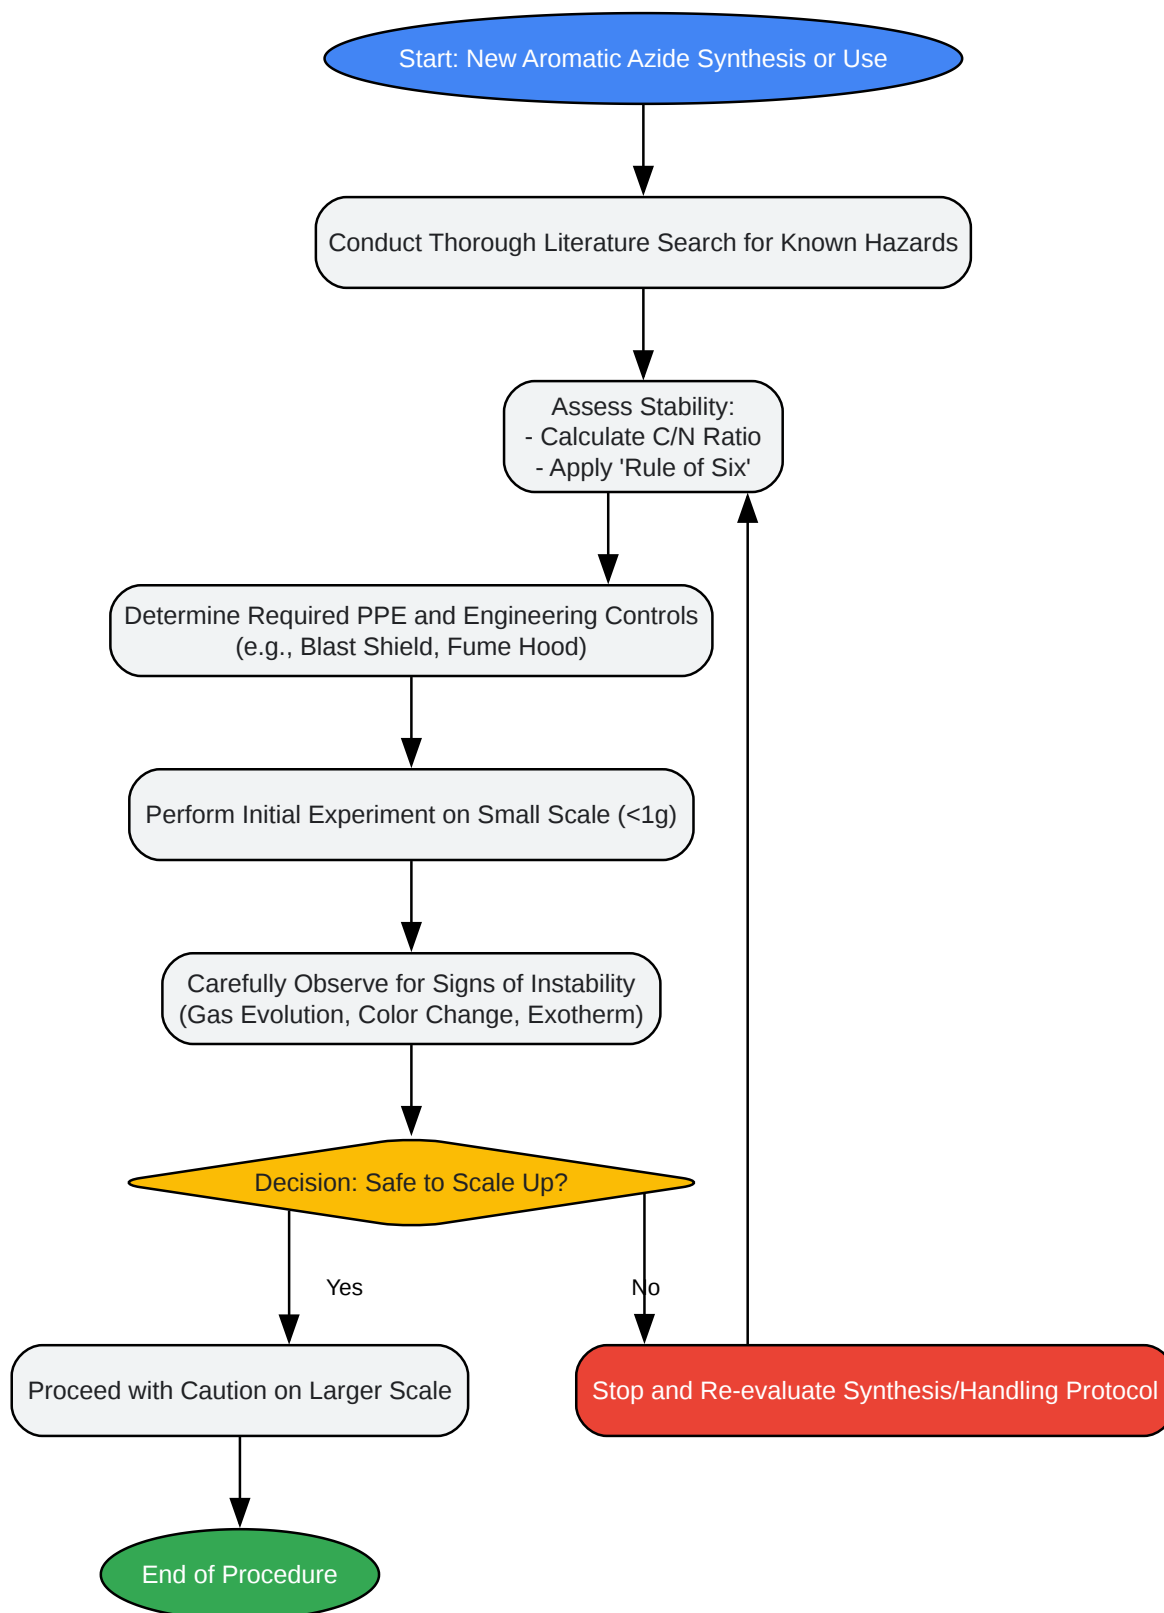 Start: New Aromatic Azide Synthesis or Use
Conduct Thorough Literature Search for Known Hazards
Assess Stability:
- Calculate C/N Ratio
- Apply 'Rule of Six'
Determine Required PPE and Engineering Controls
(e.g., Blast Shield, Fume Hood)
Perform Initial Experiment on Small Scale (<1g)
Carefully Observe for Signs of Instability
(Gas Evolution, Color Change, Exotherm)
Decision: Safe to Scale Up?
Yes
No
Proceed with Caution on Larger Scale
Stop and Re-evaluate Synthesis/Handling Protocol
End of Procedure